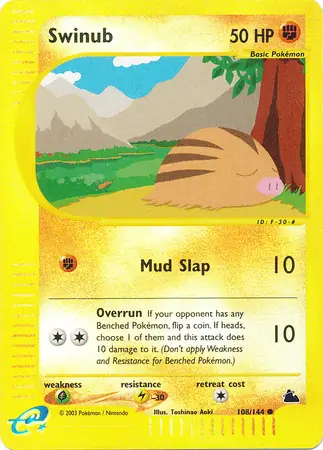 Swinub 50 HP
Basic Pokémon
ID: F-30-#
Mud Slap 10
Overrun If your opponent has any
Benched Pokémon, flip a coin. If heads,
choose 1 of them and this attack does
10 damage to it. (Don't apply Weakness
and Resistance for Benched Pokémon.)
10
weakness resistance retreat cost
-30
© 2003 Pokémon / Nintendo Illus. Toshinao Aoki 108/144
e